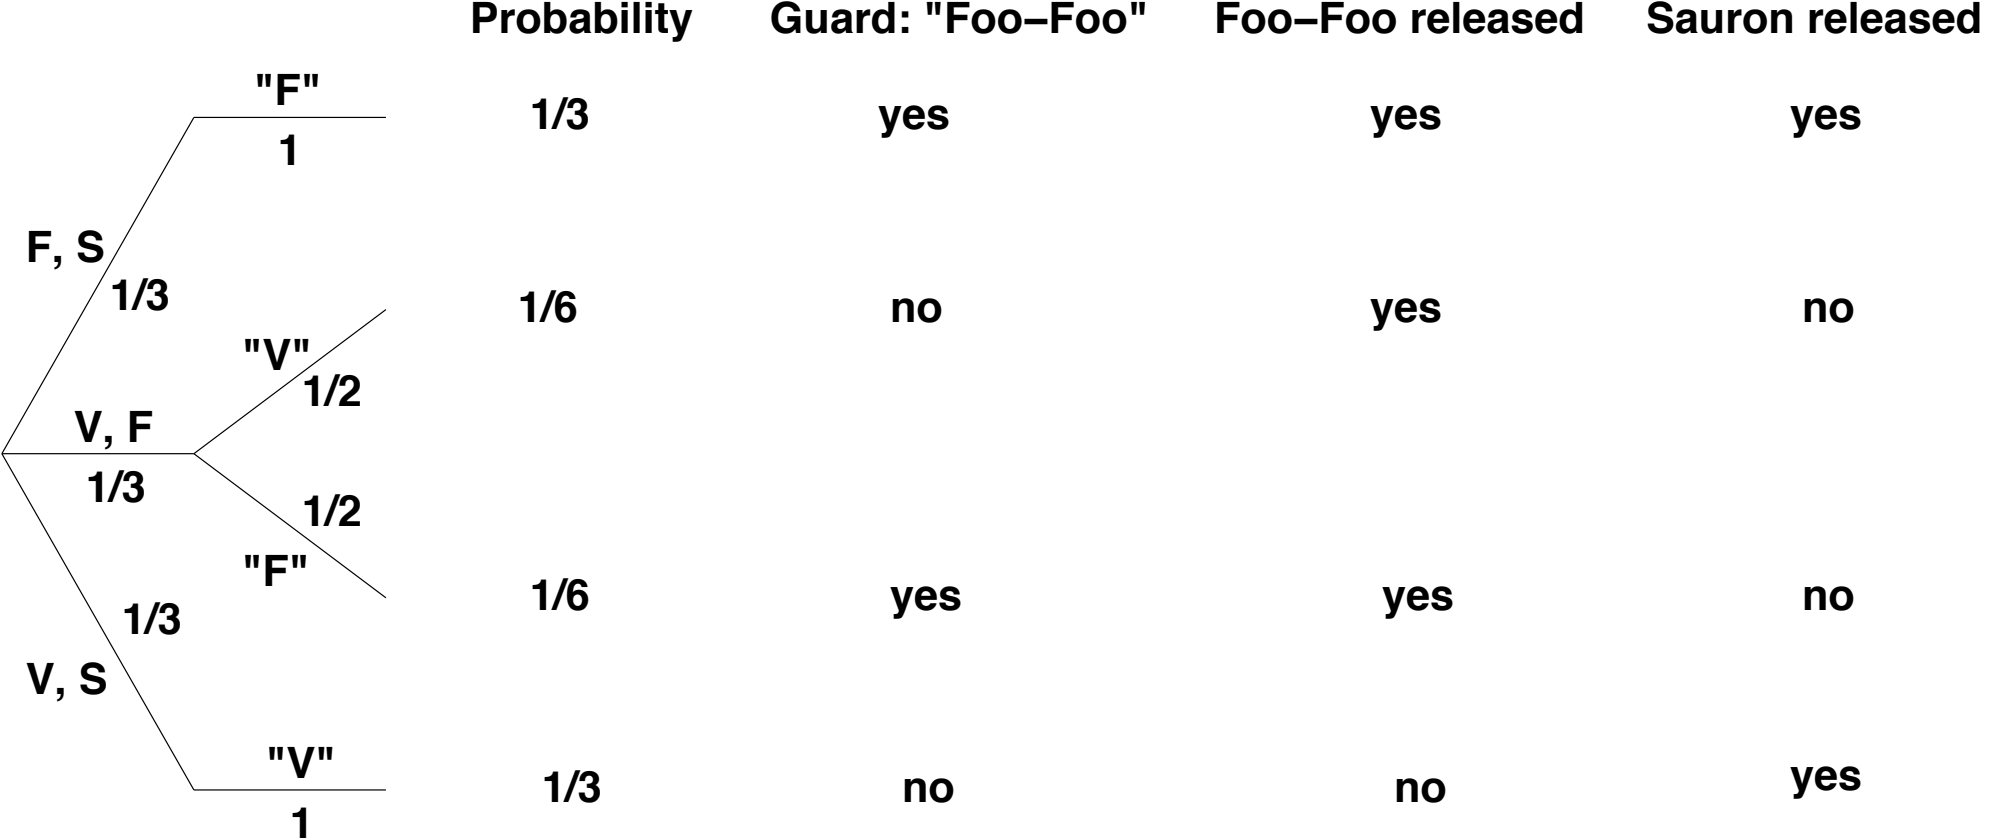 Probability Guard: "Foo–Foo" Foo–Foo released Sauron released
"F"
1/3 yes yes yes
1
F, S
1/3
1/6 no yes no
"V"
1/2
V, F
1/3
1/2
"F"
1/6 yes yes no
1/3
V, S
"V"
1/3 no no yes
1